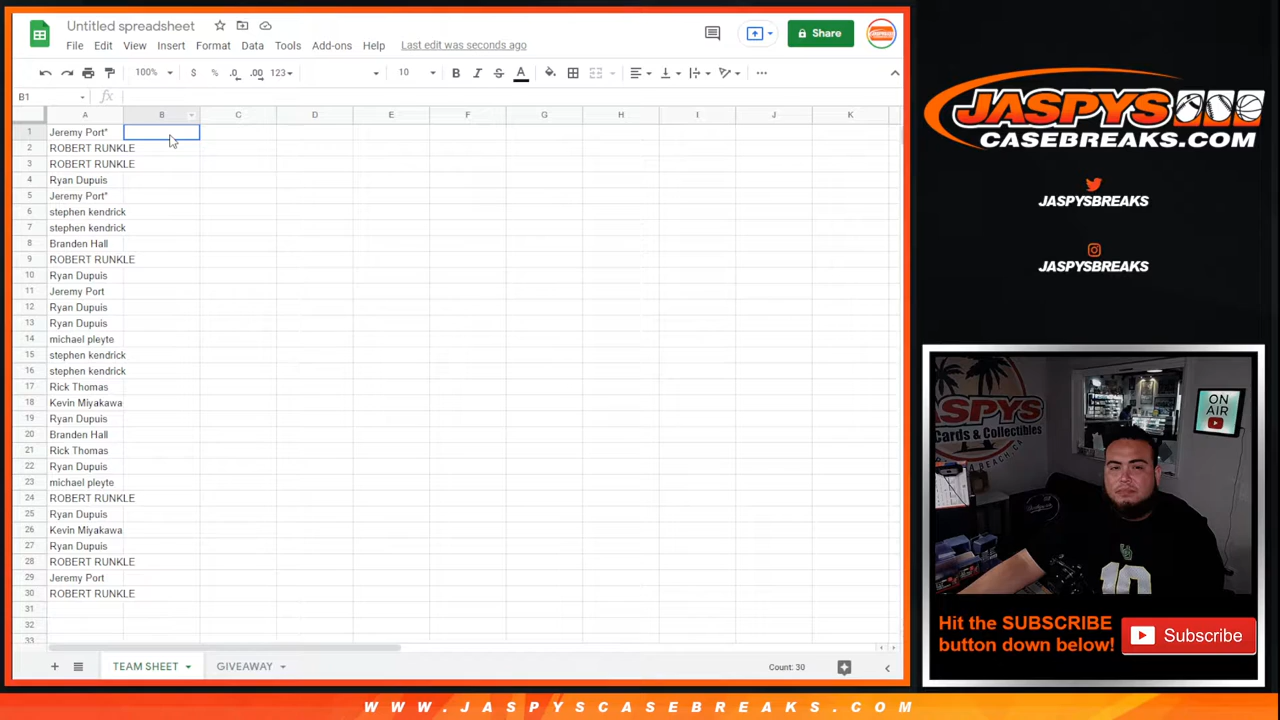 Untitled spreadsheet
File Edit View Insert Format Data Tools Add-ons Help Last edit was seconds ago
Share
100% $ % .0 .00 123 10 B I S A
B1 fx
A B C D E F G H I J K
1 Jeremy Port*
2 ROBERT RUNKLE
3 ROBERT RUNKLE
4 Ryan Dupuis
5 Jeremy Port*
6 stephen kendrick
7 stephen kendrick
8 Branden Hall
9 ROBERT RUNKLE
10 Ryan Dupuis
11 Jeremy Port
12 Ryan Dupuis
13 Ryan Dupuis
14 michael pleyte
15 stephen kendrick
16 stephen kendrick
17 Rick Thomas
18 Kevin Miyakawa
19 Ryan Dupuis
20 Branden Hall
21 Rick Thomas
22 Ryan Dupuis
23 michael pleyte
24 ROBERT RUNKLE
25 Ryan Dupuis
26 Kevin Miyakawa
27 Ryan Dupuis
28 ROBERT RUNKLE
29 Jeremy Port
30 ROBERT RUNKLE
31
32
33
TEAM SHEET GIVEAWAY Count: 30
JASPYS
CASEBREAKS.COM
JASPYSBREAKS
JASPYSBREAKS
ASPYS
Cards & Collectibles
BEACH CA
ON
AIR
10
Hit the SUBSCRIBE
button down below!
Subscribe
WWW.JASPYSCASEBREAKS.COM